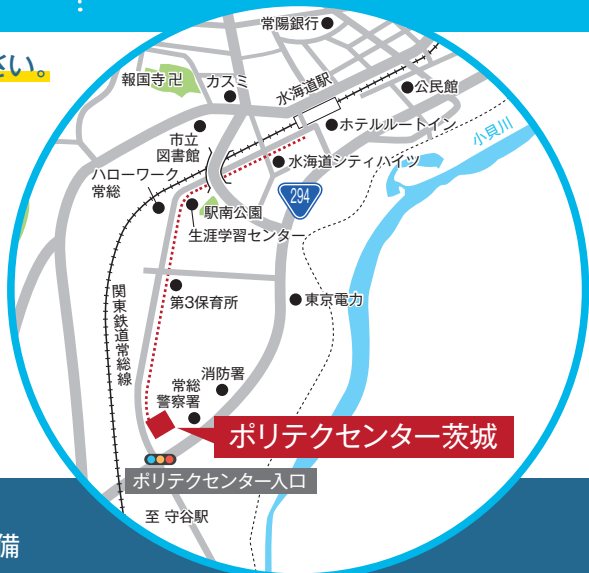 常陽銀行
さい。
報国寺卍
カスミ
水海道駅
公民館
ホテルルートイン
小貝川
市立
図書館
水海道シティハイツ
ハローワーク
常総
294
駅南公園
生涯学習センター
関東鉄道常総線
第3保育所
東京電力
消防署
常総
警察署
ポリテクセンター茨城
ポリテクセンター入口
至 守谷駅
備